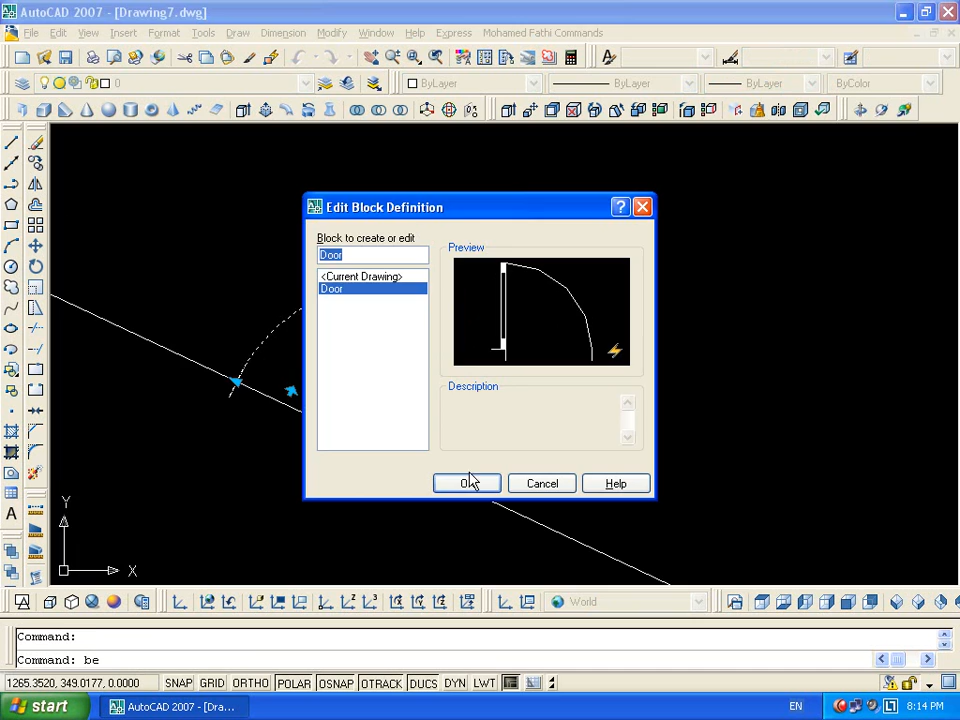 AutoCAD 2007 - [Drawing7.dwg]
File Edit View Insert Format Tools Draw Dimension Modify Window Help Express Mohamed Fathi Commands
0 ByLayer ByLayer ByLayer ByColor
Edit Block Definition
Block to create or edit
Door
<Current Drawing>
Door
Preview
Description
Cancel Help
Y
X
World
Command:
Command: be
1265.3520, 349.0177, 0.0000 SNAP GRID ORTHO POLAR OSNAP OTRACK DUCS DYN LWT
start AutoCAD 2007 - [Dra... EN 8:14 PM